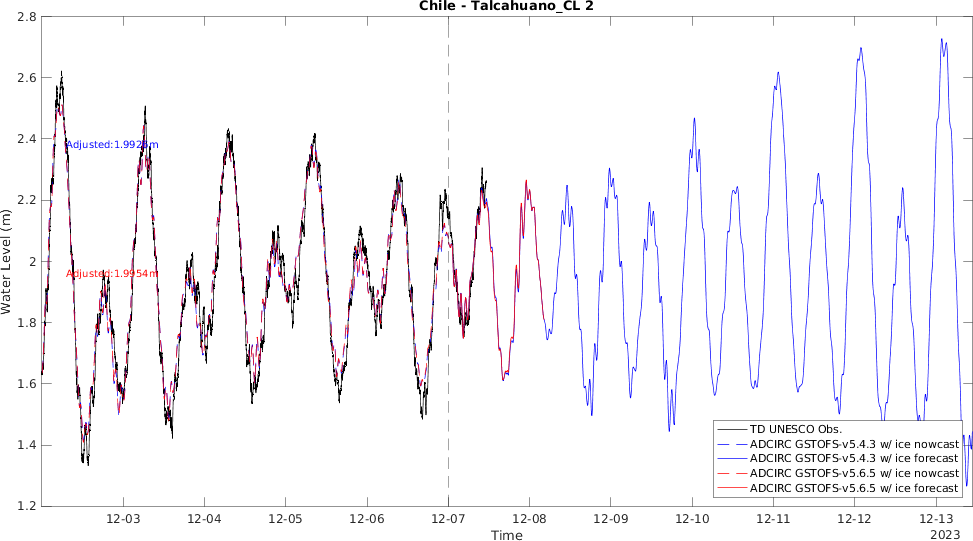 Chile - Talcahuano_CL 2
2.8
2.6
2.4
2.2
2
1.8
1.6
1.4
1.2
Water Level (m)
Adjusted:1.9923m
Adjusted:1.9954m
TD UNESCO Obs.
ADCIRC GSTOFS-v5.4.3 w/ ice nowcast
ADCIRC GSTOFS-v5.4.3 w/ ice forecast
ADCIRC GSTOFS-v5.6.5 w/ ice nowcast
ADCIRC GSTOFS-v5.6.5 w/ ice forecast
12-03 12-04 12-05 12-06 12-07 12-08 12-09 12-10 12-11 12-12 12-13
Time
2023